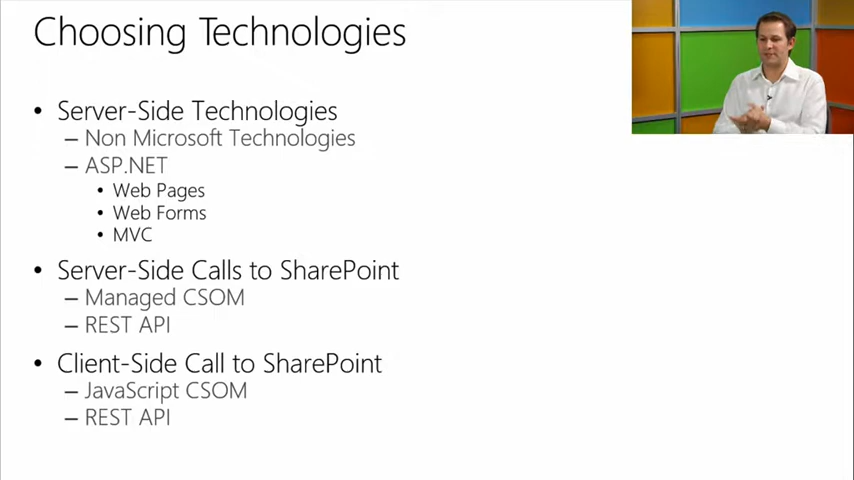 Choosing Technologies
• Server-Side Technologies
– Non Microsoft Technologies
– ASP.NET
• Web Pages
• Web Forms
• MVC
• Server-Side Calls to SharePoint
– Managed CSOM
– REST API
• Client-Side Call to SharePoint
– JavaScript CSOM
– REST API